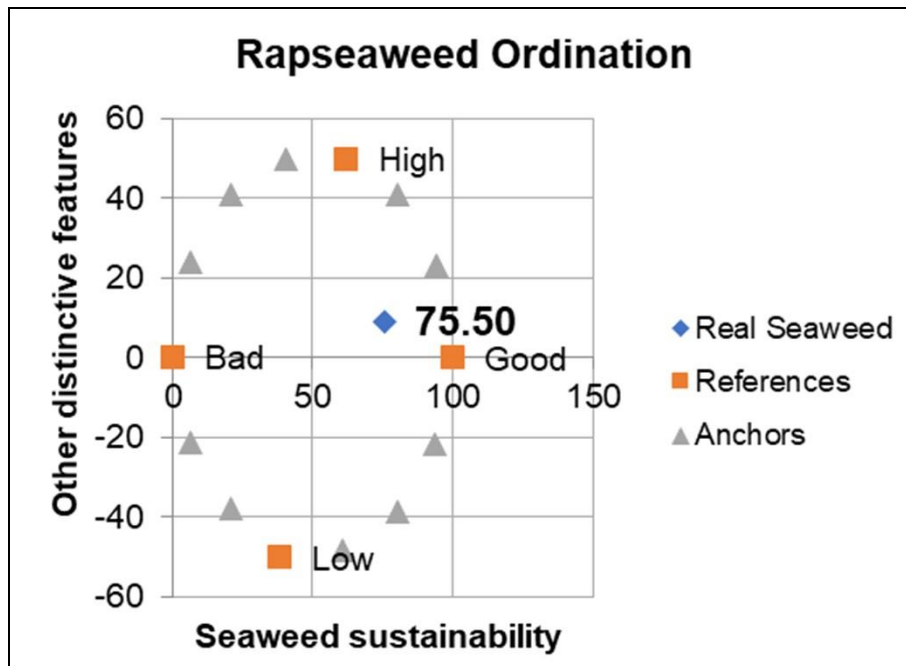 Rapseaweed Ordination
Other distinctive features
60
40
20
0
-20
-40
-60
High
75.50
Bad
Good
0
50
100
150
Low
Real Seaweed
References
Anchors
Seaweed sustainability